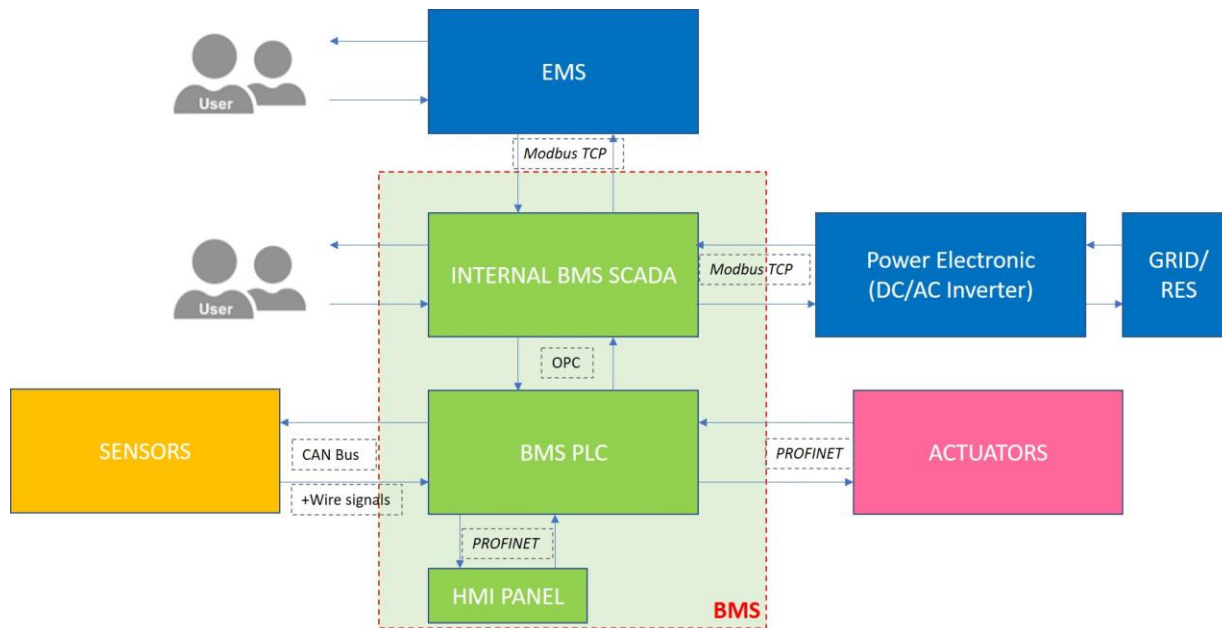 User
EMS
Modbus TCP
User
INTERNAL BMS SCADA
Modbus TCP
Power Electronic
(DC/AC Inverter)
GRID/
RES
OPC
SENSORS
CAN Bus
+Wire signals
BMS PLC
PROFINET
ACTUATORS
PROFINET
HMI PANEL
BMS